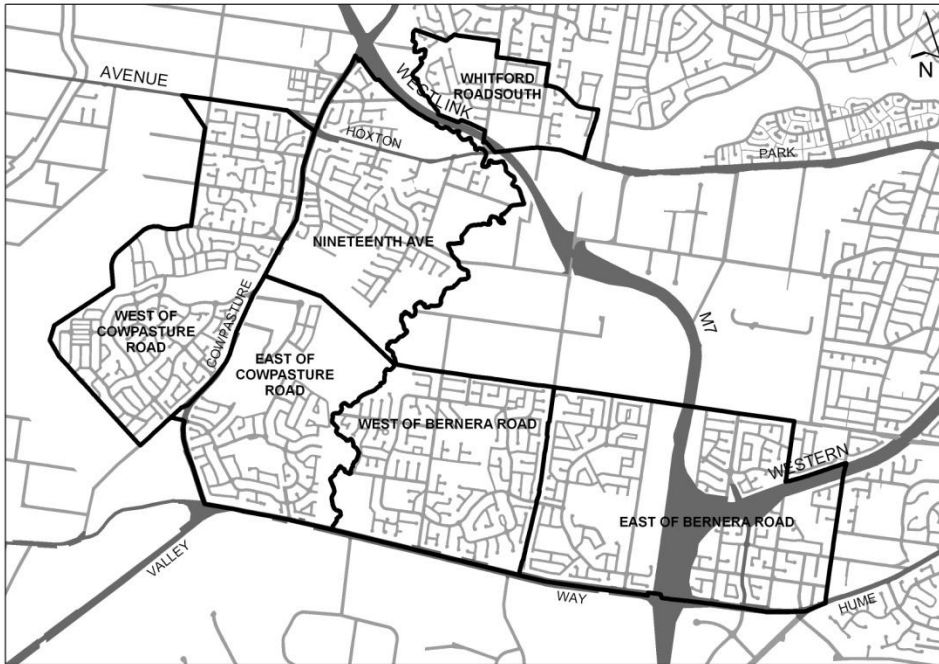 N
AVENUE
WESTLINK
WHITFORD
ROADSOUTH
HOXTON
PARK
NINETEENTH AVE
WEST OF
COWPASTURE
ROAD
COWPASTURE
M7
EAST OF
COWPASTURE
ROAD
WEST OF BERNERA ROAD
WESTERN
EAST OF BERNERA ROAD
VALLEY
WAY
HUME